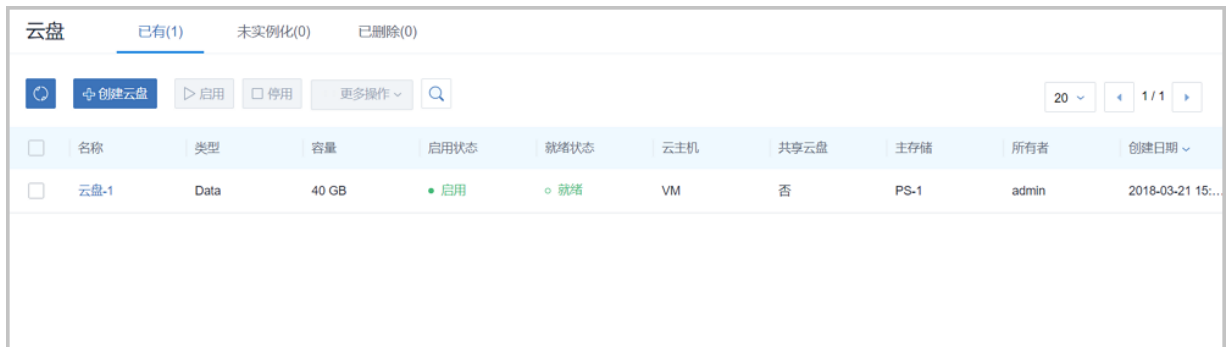 云盘 已有(1) 未实例化(0) 已删除(0)
创建云盘 启用 停用 更多操作 20 1 / 1
名称 类型 容量 启用状态 就绪状态 云主机 共享云盘 主存储 所有者 创建日期
云盘-1 Data 40 GB 启用 就绪 VM 否 PS-1 admin 2018-03-21 15:...